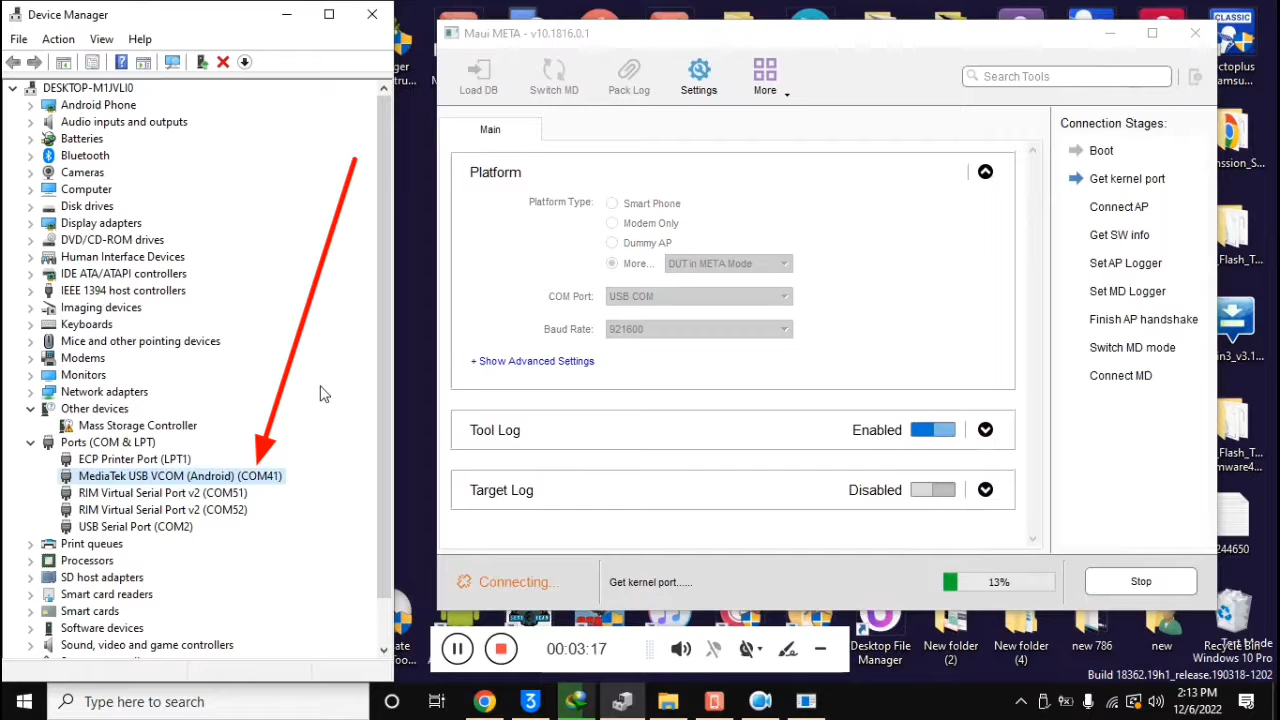 Device Manager
File Action View Help
DESKTOP-M1JVLI0
Android Phone
Audio inputs and outputs
Batteries
Bluetooth
Cameras
Computer
Disk drives
Display adapters
DVD/CD-ROM drives
Human Interface Devices
IDE ATA/ATAPI controllers
IEEE 1394 host controllers
Imaging devices
Keyboards
Mice and other pointing devices
Modems
Monitors
Network adapters
Other devices
Mass Storage Controller
Ports (COM & LPT)
ECP Printer Port (LPT1)
MediaTek USB VCOM (Android) (COM41)
RIM Virtual Serial Port v2 (COM51)
RIM Virtual Serial Port v2 (COM52)
USB Serial Port (COM2)
Print queues
Processors
SD host adapters
Smart card readers
Smart cards
Software devices
Sound, video and game controllers
Maui META - v10.1816.0.1
Load DB
Switch MD
Pack Log
Settings
More
Search Tools
Main
Platform
Platform Type:
Smart Phone
Modem Only
Dummy AP
More... DUT in META Mode
COM Port: USB COM
Baud Rate: 921600
+ Show Advanced Settings
Tool Log Enabled
Target Log Disabled
Connection Stages:
Boot
Get kernel port
Connect AP
Get SW info
Set AP Logger
Set MD Logger
Finish AP handshake
Switch MD mode
Connect MD
Connecting...
Get kernel port......
13%
Stop
CLASSIC
ctoplus
amsu...
nssion_S...
_Flash_T...
in3_v3.1...
_Flash_T...
mware4...
244650
00:03:17
Desktop File
Manager
New folder
(2)
New folder
(4)
new 786
new
Recycle Bin
Test Mode
Windows 10 Pro
Build 18362.19h1_release.190318-1202
Type here to search
2:13 PM
12/6/2022